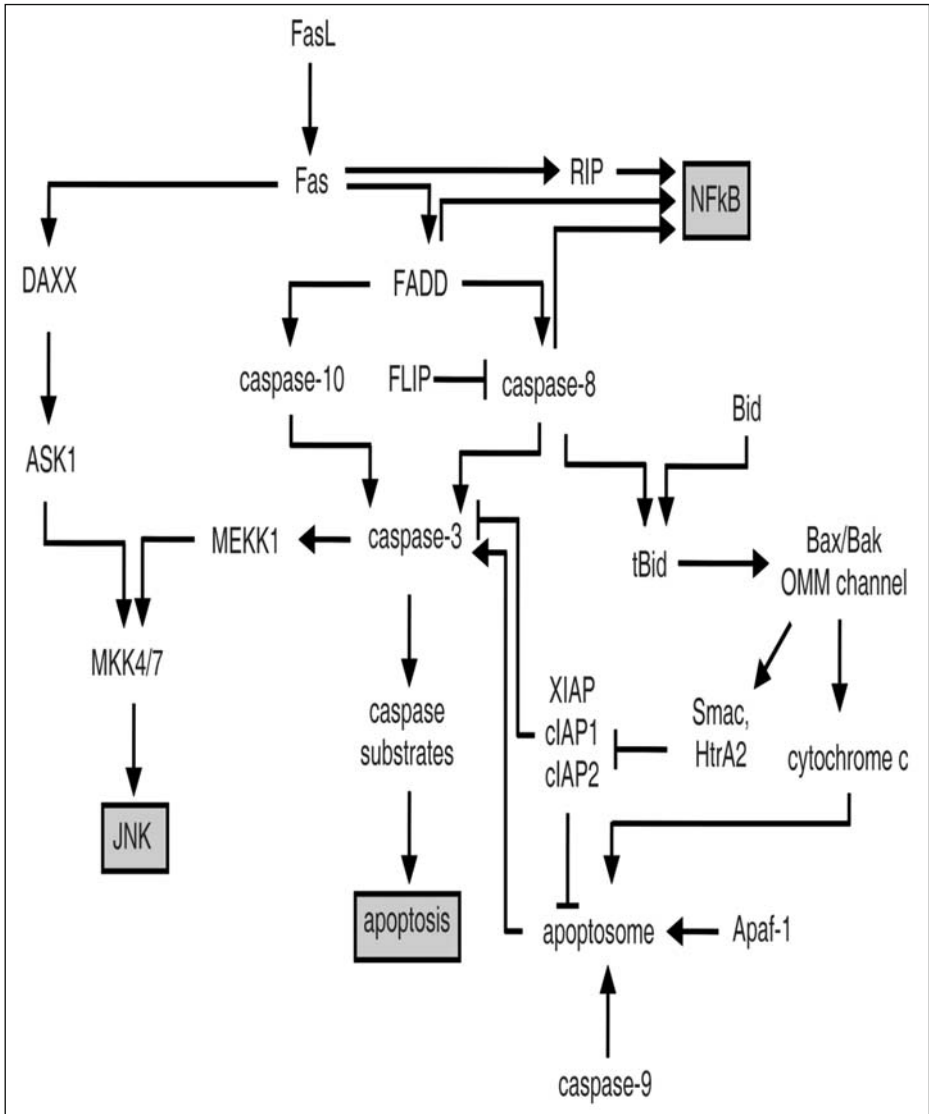 FasL
Fas
RIP
NFkB
DAXX
FADD
caspase-10
FLIP
caspase-8
Bid
ASK1
MEKK1
caspase-3
tBid
Bax/Bak
OMM channel
MKK4/7
caspase
substrates
XIAP
cIAP1
cIAP2
Smac,
HtrA2
cytochrome c
JNK
apoptosis
apoptosome
Apaf-1
caspase-9